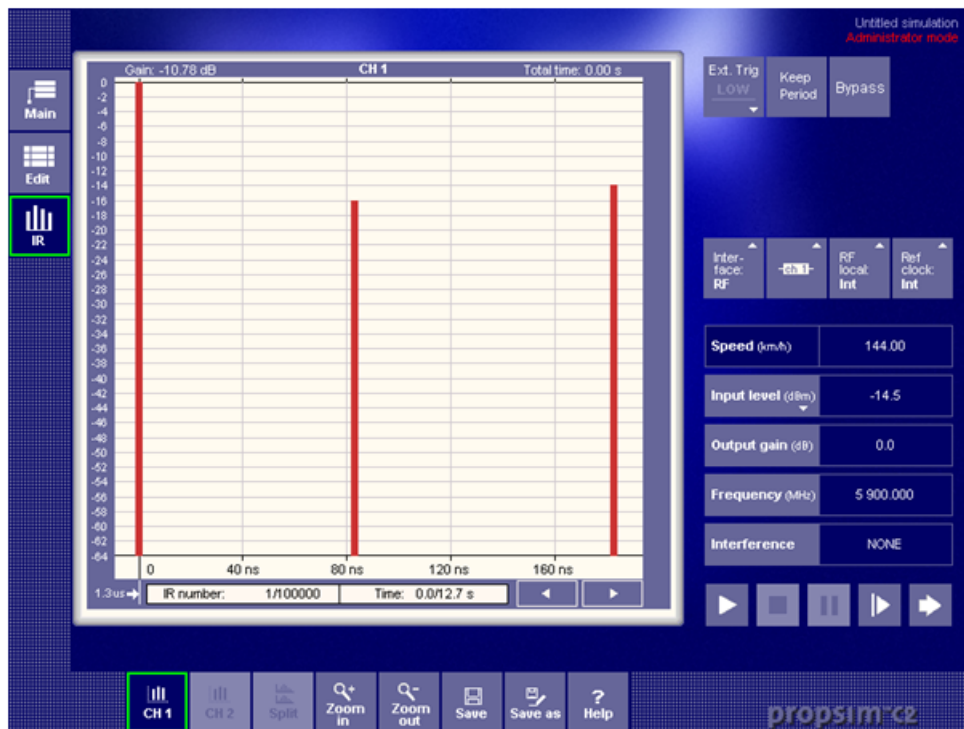 Untitled simulation
Administrator mode
Main
Edit
IR
Gain: -10.78 dB CH 1 Total time: 0.00 s
0
-2
-4
-6
-8
-10
-12
-14
-16
-18
-20
-22
-24
-26
-28
-30
-32
-34
-36
-38
-40
-42
-44
-46
-48
-50
-52
-54
-56
-58
-60
-62
-64
0 40 ns 80 ns 120 ns 160 ns
1.3us
IR number: 1/100000 Time: 0.0/12.7 s
Ext. Trig
LOW
Keep
Period
Bypass
Inter-
face:
RF
ch 1
RF
local:
Int
Ref
clock:
Int
Speed (km/h) 144.00
Input level (dBm) -14.5
Output gain (dB) 0.0
Frequency (MHz) 5 900.000
Interference NONE
CH 1
CH 2
Split
Zoom
in
Zoom
out
Save
Save as
?
Help
propsim-c2